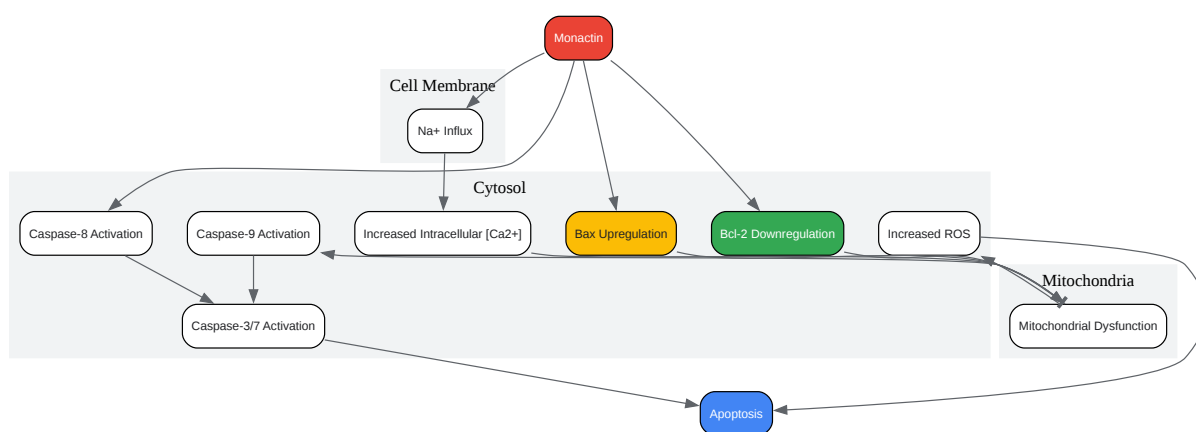 Monactin
Cell Membrane
Na+ Influx
Cytosol
Caspase-8 Activation
Caspase-9 Activation
Increased Intracellular [Ca2+]
Bax Upregulation
Bcl-2 Downregulation
Increased ROS
Mitochondria
Caspase-3/7 Activation
Mitochondrial Dysfunction
Apoptosis